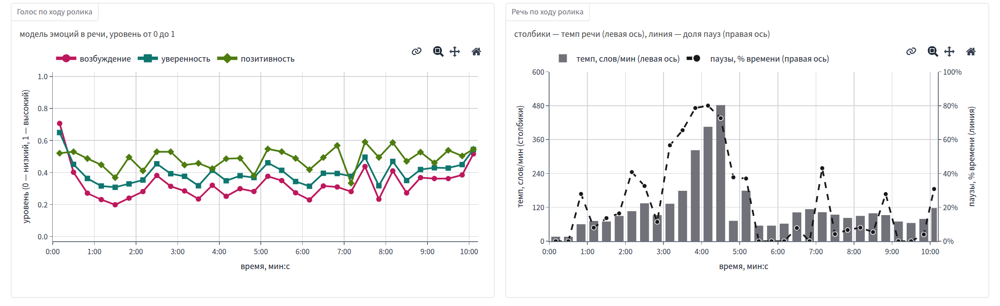 Голос по ходу ролика
модель эмоций в речи, уровень от 0 до 1
возбуждение уверенность позитивность
уровень (0 — низкий, 1 — высокий)
1.0
0.8
0.6
0.4
0.2
0.0
0:00 1:00 2:00 3:00 4:00 5:00 6:00 7:00 8:00 9:00 10:00
время, мин:с
Речь по ходу ролика
столбики — темп речи (левая ось), линия — доля пауз (правая ось)
темп, слов/мин (левая ось) паузы, % времени (правая ось)
темп, слов/мин (столбики)
600
480
360
240
120
0
100%
80%
60%
40%
20%
0%
паузы, % времени (линия)
0:00 1:00 2:00 3:00 4:00 5:00 6:00 7:00 8:00 9:00 10:00
время, мин:с